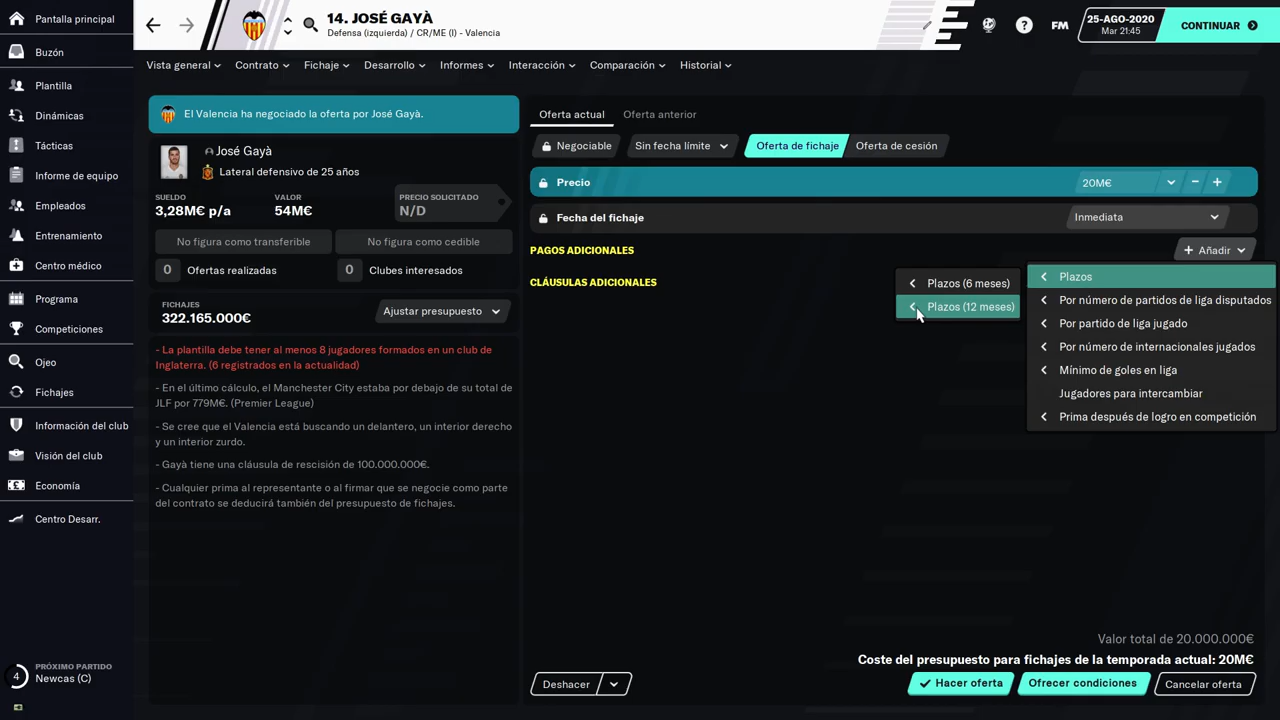 Pantalla principal
Buzón
Plantilla
Dinámicas
Tácticas
Informe de equipo
Empleados
Entrenamiento
Centro médico
Programa
Competiciones
Ojeo
Fichajes
Información del club
Visión del club
Economía
Centro Desarr.
4
PRÓXIMO PARTIDO
Newcas (C)
14. JOSÉ GAYÀ
Defensa (izquierda) / CR/ME (I) - Valencia
FM
25-AGO-2020
Mar 21:45
CONTINUAR
Vista general
Contrato
Fichaje
Desarrollo
Informes
Interacción
Comparación
Historial
El Valencia ha negociado la oferta por José Gayà.
José Gayà
Lateral defensivo de 25 años
SUELDO
3,28M€ p/a
VALOR
54M€
PRECIO SOLICITADO
N/D
No figura como transferible
No figura como cedible
0 Ofertas realizadas
0 Clubes interesados
FICHAJES
322.165.000€
Ajustar presupuesto
- La plantilla debe tener al menos 8 jugadores formados en un club de
Inglaterra. (6 registrados en la actualidad)
- En el último cálculo, el Manchester City estaba por debajo de su total de
JLF por 779M€. (Premier League)
- Se cree que el Valencia está buscando un delantero, un interior derecho
y un interior zurdo.
- Gayà tiene una cláusula de rescisión de 100.000.000€.
- Cualquier prima al representante o al firmar que se negocie como parte
del contrato se deducirá también del presupuesto de fichajes.
Oferta actual
Oferta anterior
Negociable
Sin fecha límite
Oferta de fichaje
Oferta de cesión
Precio
20M€
- +
Fecha del fichaje
Inmediata
PAGOS ADICIONALES
+ Añadir
CLÁUSULAS ADICIONALES
Plazos (6 meses)
Plazos (12 meses)
Plazos
Por número de partidos de liga disputados
Por partido de liga jugado
Por número de internacionales jugados
Mínimo de goles en liga
Jugadores para intercambiar
Prima después de logro en competición
Valor total de 20.000.000€
Coste del presupuesto para fichajes de la temporada actual: 20M€
Deshacer
Hacer oferta
Ofrecer condiciones
Cancelar oferta